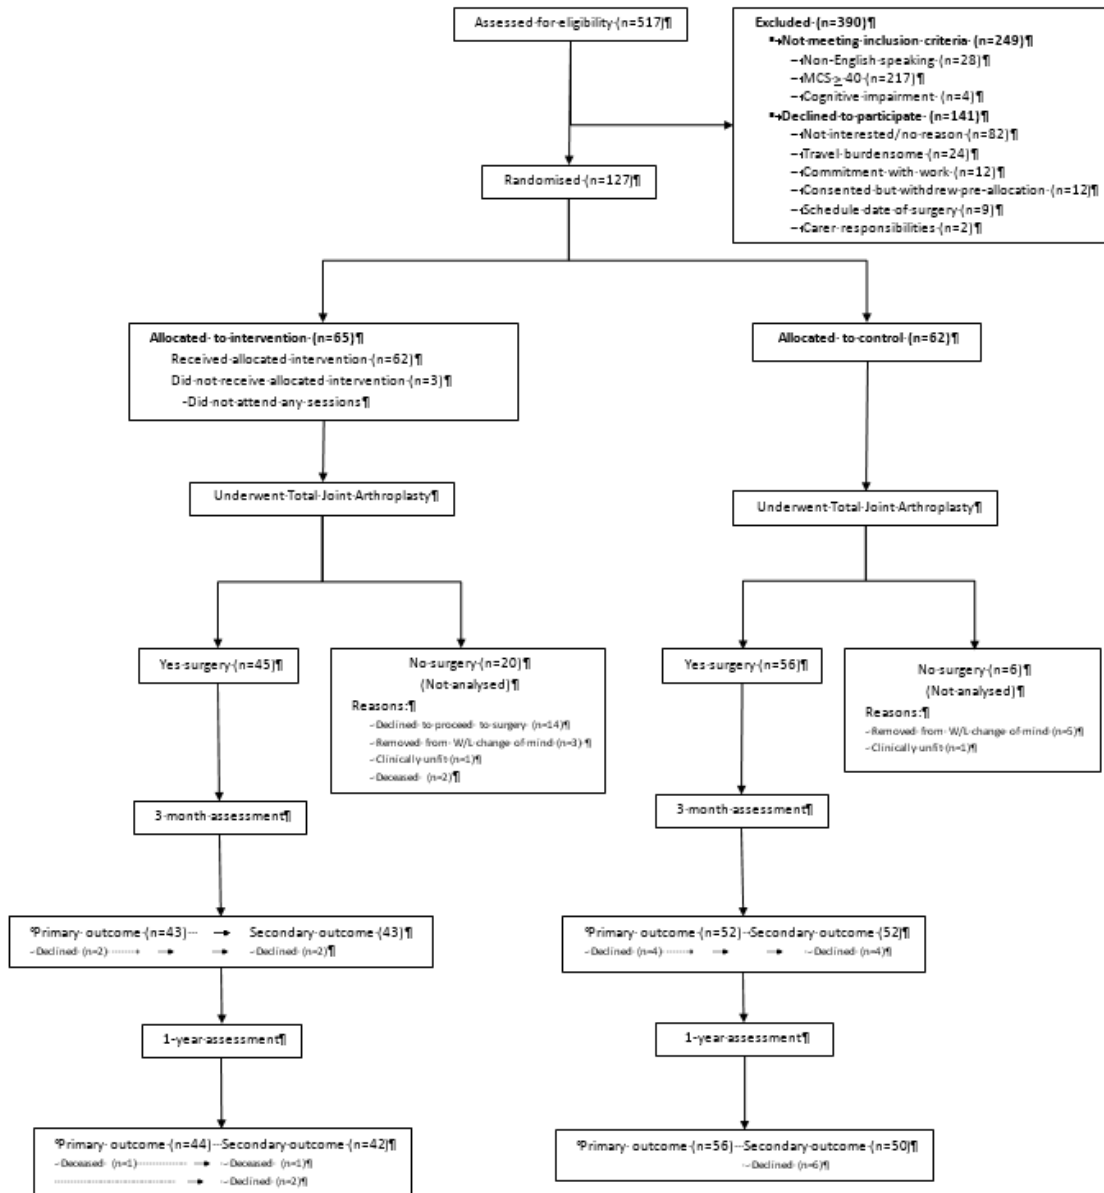 Assessed·for·eligibility·(n=517)¶
Excluded·(n=390)¶
Not·meeting·inclusion·criteria·(n=249)¶
Non-English·speaking·(n=28)¶
MCS·≥·40·(n=217)¶
Cognitive·impairment·(n=4)¶
Declined·to·participate·(n=141)¶
Not·interested/no·reason·(n=82)¶
Travel·burdensome·(n=24)¶
Commitment·with·work·(n=12)¶
Consented·but·withdrew·pre-allocation·(n=12)¶
Schedule·date·of·surgery·(n=9)¶
Carer·responsibilities·(n=2)¶
Randomised·(n=127)¶
Allocated·to·intervention·(n=65)¶
Received·allocated·intervention·(n=62)¶
Did·not·receive·allocated·intervention·(n=3)¶
-Did·not·attend·any·sessions¶
Allocated·to·control·(n=62)¶
Underwent·Total·Joint·Arthroplasty¶
Underwent·Total·Joint·Arthroplasty¶
Yes·surgery·(n=45)¶
No·surgery·(n=20)¶
(Not·analysed)¶
Reasons:¶
-Declined·to·proceed·to·surgery·(n=14)¶
-Removed·from·W/L·change·of·mind·(n=3)·¶
-Clinically·unfit·(n=1)¶
-Deceased·(n=2)¶
Yes·surgery·(n=56)¶
No·surgery·(n=6)¶
(Not·analysed)¶
Reasons:¶
-Removed·from·W/L·change·of·mind·(n=5)¶
-Clinically·unfit·(n=1)¶
3-month·assessment¶
3-month·assessment¶
°Primary·outcome·(n=43)··· → Secondary·outcome·(43)¶
-Declined·(n=2) → → → -Declined·(n=2)¶
°Primary·outcome·(n=52)···Secondary·outcome·(52)¶
-Declined·(n=4) → → → -Declined·(n=4)¶
1-year·assessment¶
1-year·assessment¶
°Primary·outcome·(n=44)···Secondary·outcome·(n=42)¶
-Deceased·(n=1) → -Deceased·(n=1)¶
→ -Declined·(n=2)¶
°Primary·outcome·(n=56)···Secondary·outcome·(n=50)¶
-Declined·(n=6)¶